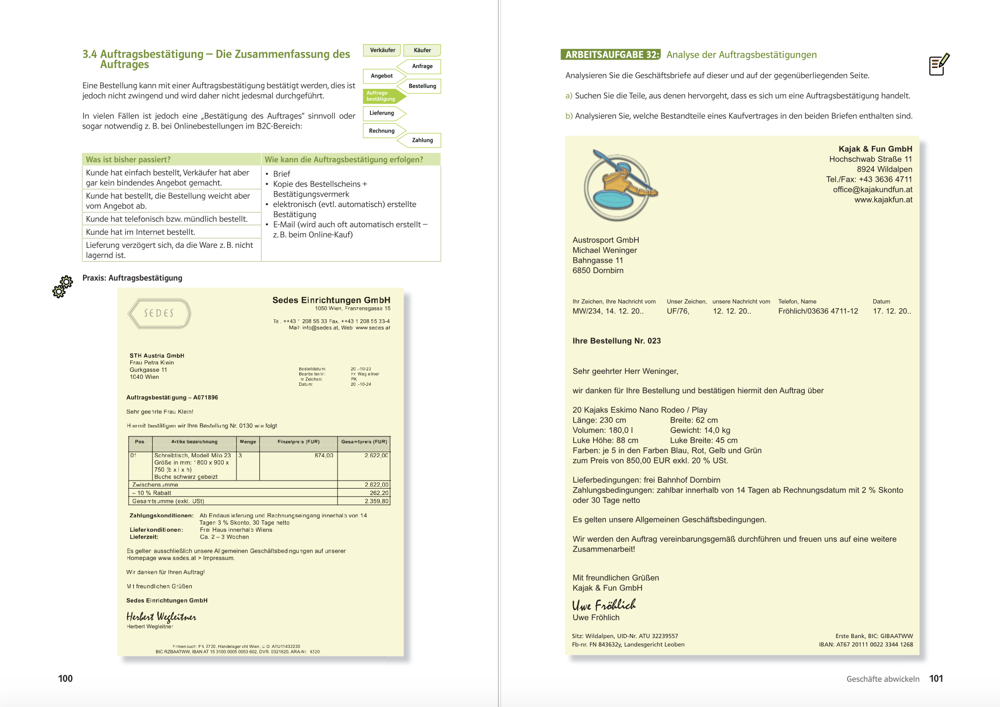 3.4 Auftragsbestätigung – Die Zusammenfassung des
Auftrages
Eine Bestellung kann mit einer Auftragsbestätigung bestätigt werden, dies ist
jedoch nicht zwingend und wird daher nicht jedesmal durchgeführt.
In vielen Fällen ist jedoch eine „Bestätigung des Auftrages“ sinnvoll oder
sogar notwendig z. B. bei Onlinebestellungen im B2C-Bereich:
Verkäufer
Käufer
Anfrage
Angebot
Bestellung
Auftrags-
bestätigung
Lieferung
Rechnung
Zahlung
Was ist bisher passiert?
Kunde hat einfach bestellt, Verkäufer hat aber
gar kein bindendes Angebot gemacht.
Kunde hat bestellt, die Bestellung weicht aber
vom Angebot ab.
Kunde hat telefonisch bzw. mündlich bestellt.
Kunde hat im Internet bestellt.
Lieferung verzögert sich, da die Ware z. B. nicht
lagernd ist.
Wie kann die Auftragsbestätigung erfolgen?
• Brief
• Kopie des Bestellscheins +
Bestätigungsvermerk
• elektronisch (evtl. automatisch) erstellte
Bestätigung
• E-Mail (wird auch oft automatisch erstellt –
z. B. beim Online-Kauf)
Praxis: Auftragsbestätigung
SEDES
Sedes Einrichtungen GmbH
1050 Wien, Franzensgasse 15
Tel. ++43 1 208 55 33 Fax. ++43 1 208 55 33-4
Mail: info@sedes.at, Web: www.sedes.at
STH Austria GmbH
Frau Petra Klein
Gurkgasse 11
1040 Wien
Bestelldatum: 20..-10-22
Bearbeiter/in: Hr. Wegleitner
Ihr Zeichen: PK
Datum: 20..-10-24
Auftragsbestätigung – A071896
Sehr geehrte Frau Klein!
Hiermit bestätigen wir Ihre Bestellung Nr. 0130 wie folgt:
Pos. Artikelbezeichnung Menge Einzelpreis (EUR) Gesamtpreis (EUR)
01 Schreibtisch, Modell Milo 23 3 874,00 2.622,00
Größe in mm: 1800 x 900 x
750 (b x l x h)
Buche schwarz gebeizt
Zwischensumme 2.622,00
– 10 % Rabatt 262,20
Gesamtsumme (exkl. USt) 2.359,80
Zahlungskonditionen: Ab Endauslieferung und Rechnungseingang innerhalb von 14
Tagen 3 % Skonto, 30 Tage netto
Lieferkonditionen: Frei Haus innerhalb Wiens
Lieferzeit: Ca. 2 – 3 Wochen
Es gelten ausschließlich unsere Allgemeinen Geschäftsbedingungen auf unserer
Homepage www.sedes.at > Impressum.
Wir danken für Ihren Auftrag!
Mit freundlichen Grüßen
Sedes Einrichtungen GmbH
Herbert Wegleitner
Herbert Wegleitner
Firmenbuch: FN 2720, Handelsgericht Wien, UID: ATU11432220
BIC RZBAATWW, IBAN AT 15 3100 0005 0053 602, DVR. 0321820, ARA-Nr. 4320
100
ARBEITSAUFGABE 32: Analyse der Auftragsbestätigungen
Analysieren Sie die Geschäftsbriefe auf dieser und auf der gegenüberliegenden Seite.
a) Suchen Sie die Teile, aus denen hervorgeht, dass es sich um eine Auftragsbestätigung handelt.
b) Analysieren Sie, welche Bestandteile eines Kaufvertrages in den beiden Briefen enthalten sind.
Kajak & Fun GmbH
Hochschwab Straße 11
8924 Wildalpen
Tel./Fax: +43 3636 4711
office@kajakundfun.at
www.kajakfun.at
Austrosport GmbH
Michael Weninger
Bahngasse 11
6850 Dornbirn
Ihr Zeichen, Ihre Nachricht vom Unser Zeichen, unsere Nachricht vom Telefon, Name Datum
MW/234, 14. 12. 20.. UF/76, 12. 12. 20.. Fröhlich/03636 4711-12 17. 12. 20..
Ihre Bestellung Nr. 023
Sehr geehrter Herr Weninger,
wir danken für Ihre Bestellung und bestätigen hiermit den Auftrag über
20 Kajaks Eskimo Nano Rodeo / Play
Länge: 230 cm Breite: 62 cm
Volumen: 180,0 l Gewicht: 14,0 kg
Luke Höhe: 88 cm Luke Breite: 45 cm
Farben: je 5 in den Farben Blau, Rot, Gelb und Grün
zum Preis von 850,00 EUR exkl. 20 % USt.
Lieferbedingungen: frei Bahnhof Dornbirn
Zahlungsbedingungen: zahlbar innerhalb von 14 Tagen ab Rechnungsdatum mit 2 % Skonto
oder 30 Tage netto
Es gelten unsere Allgemeinen Geschäftsbedingungen.
Wir werden den Auftrag vereinbarungsgemäß durchführen und freuen uns auf eine weitere
Zusammenarbeit!
Mit freundlichen Grüßen
Kajak & Fun GmbH
Uwe Fröhlich
Uwe Fröhlich
Sitz: Wildalpen, UID-Nr. ATU 32239557
Fb-nr. FN 843632y, Landesgericht Leoben
Erste Bank, BIC: GIBAATWW
IBAN: AT67 20111 0022 3344 1268
Geschäfte abwickeln 101